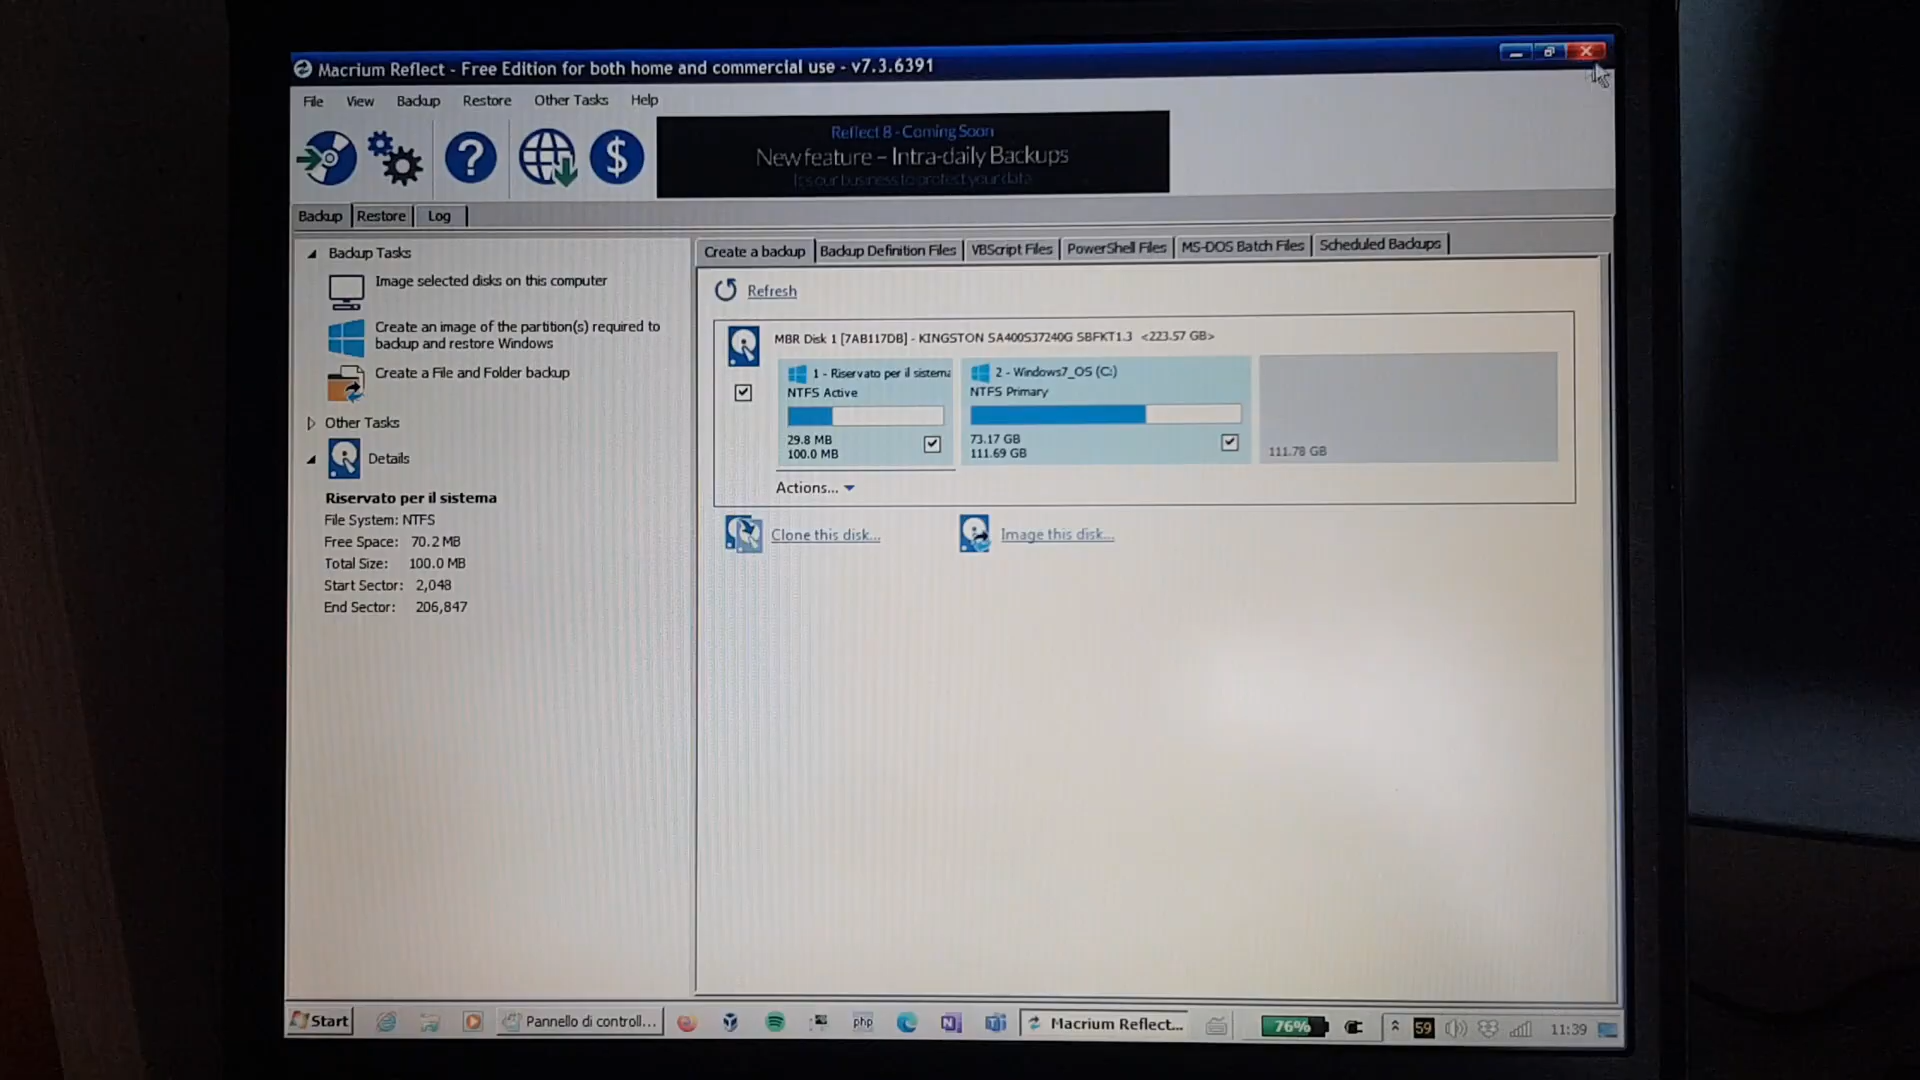 Macrium Reflect - Free Edition for both home and commercial use - v7.3.6391
File View Backup Restore Other Tasks Help
Reflect 8 - Coming Soon
New feature – Intra-daily Backups
It's our business to protect your data
Backup Restore Log
Backup Tasks
Image selected disks on this computer
Create an image of the partition(s) required to
backup and restore Windows
Create a File and Folder backup
Other Tasks
Details
Riservato per il sistema
File System: NTFS
Free Space: 70.2 MB
Total Size: 100.0 MB
Start Sector: 2,048
End Sector: 206,847
Create a backup Backup Definition Files VBScript Files PowerShell Files MS-DOS Batch Files Scheduled Backups
Refresh
MBR Disk 1 [7AB117DB] - KINGSTON SA400S37240G SBFKT1.3 <223.57 GB>
1 - Riservato per il sistema
NTFS Active
29.8 MB
100.0 MB
2 - Windows7_OS (C:)
NTFS Primary
73.17 GB
111.69 GB
111.78 GB
Actions...
Clone this disk... Image this disk...
Start Pannello di controll... php Macrium Reflect... 76% 59 11:39